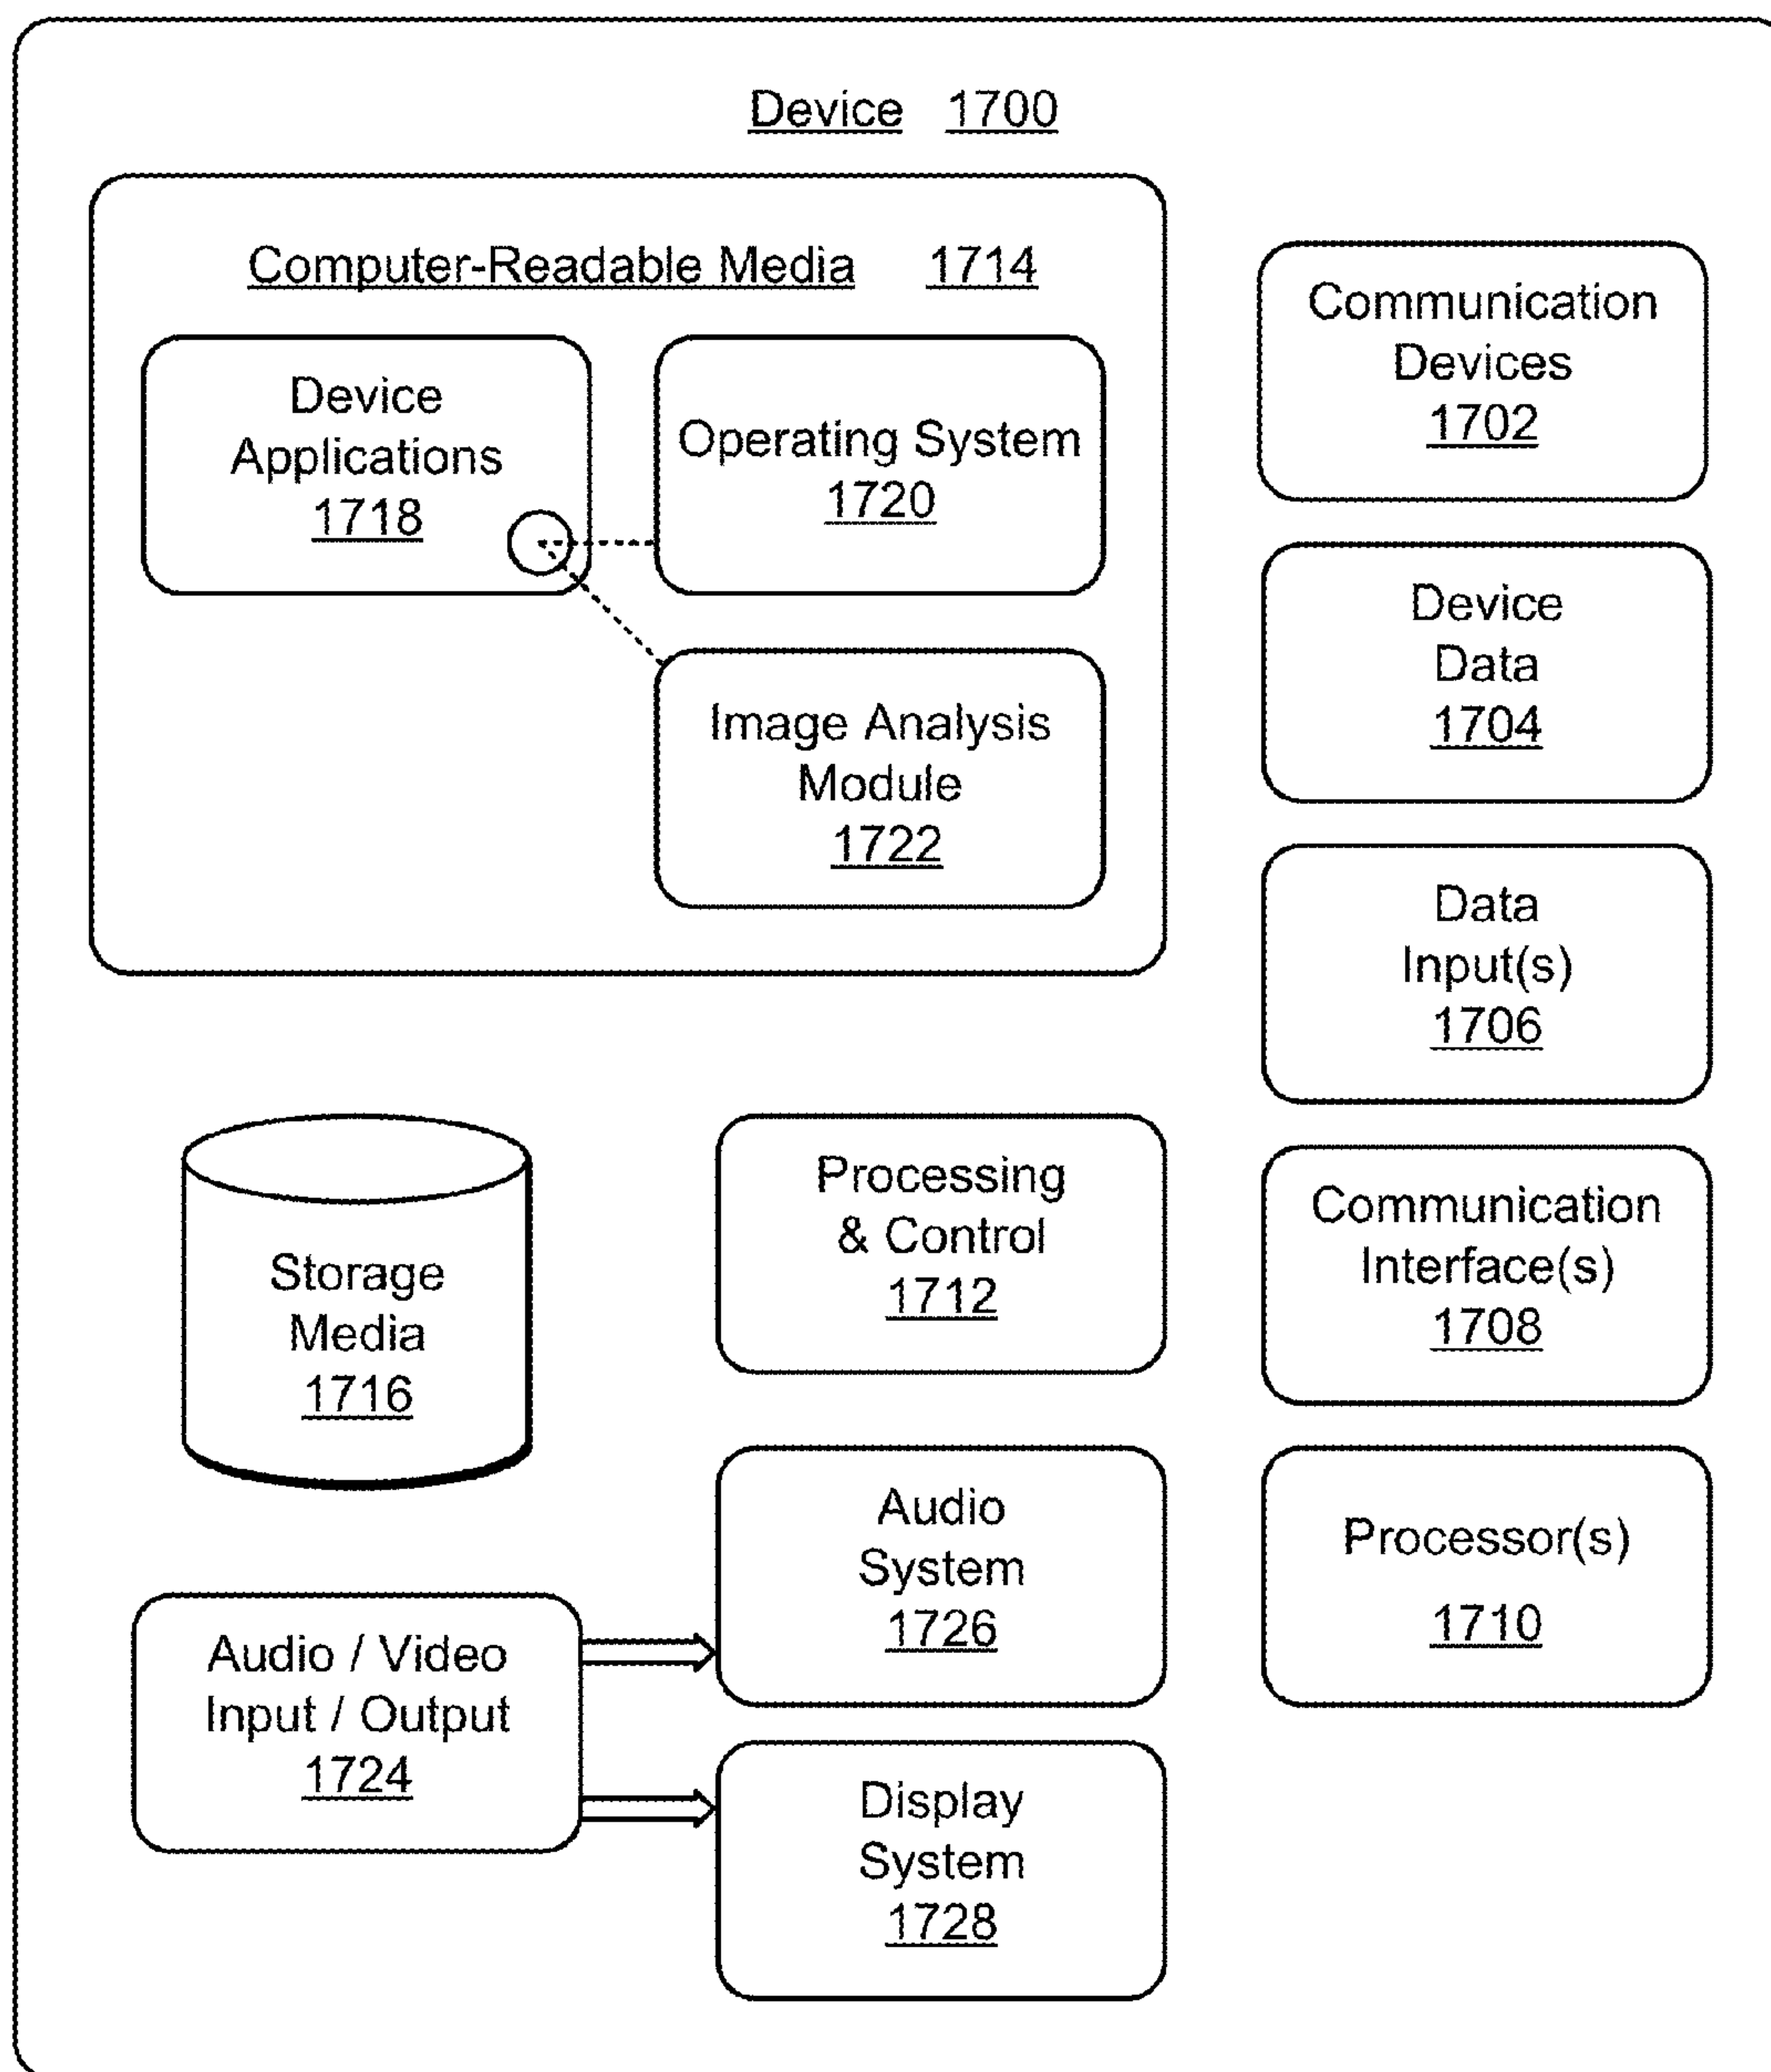 Device 1700
Computer-Readable Media 1714
Device
Applications
1718
Operating System
1720
Image Analysis
Module
1722
Communication
Devices
1702
Device
Data
1704
Data
Input(s)
1706
Communication
Interface(s)
1708
Processor(s)
1710
Storage
Media
1716
Processing
& Control
1712
Audio / Video
Input / Output
1724
Audio
System
1726
Display
System
1728